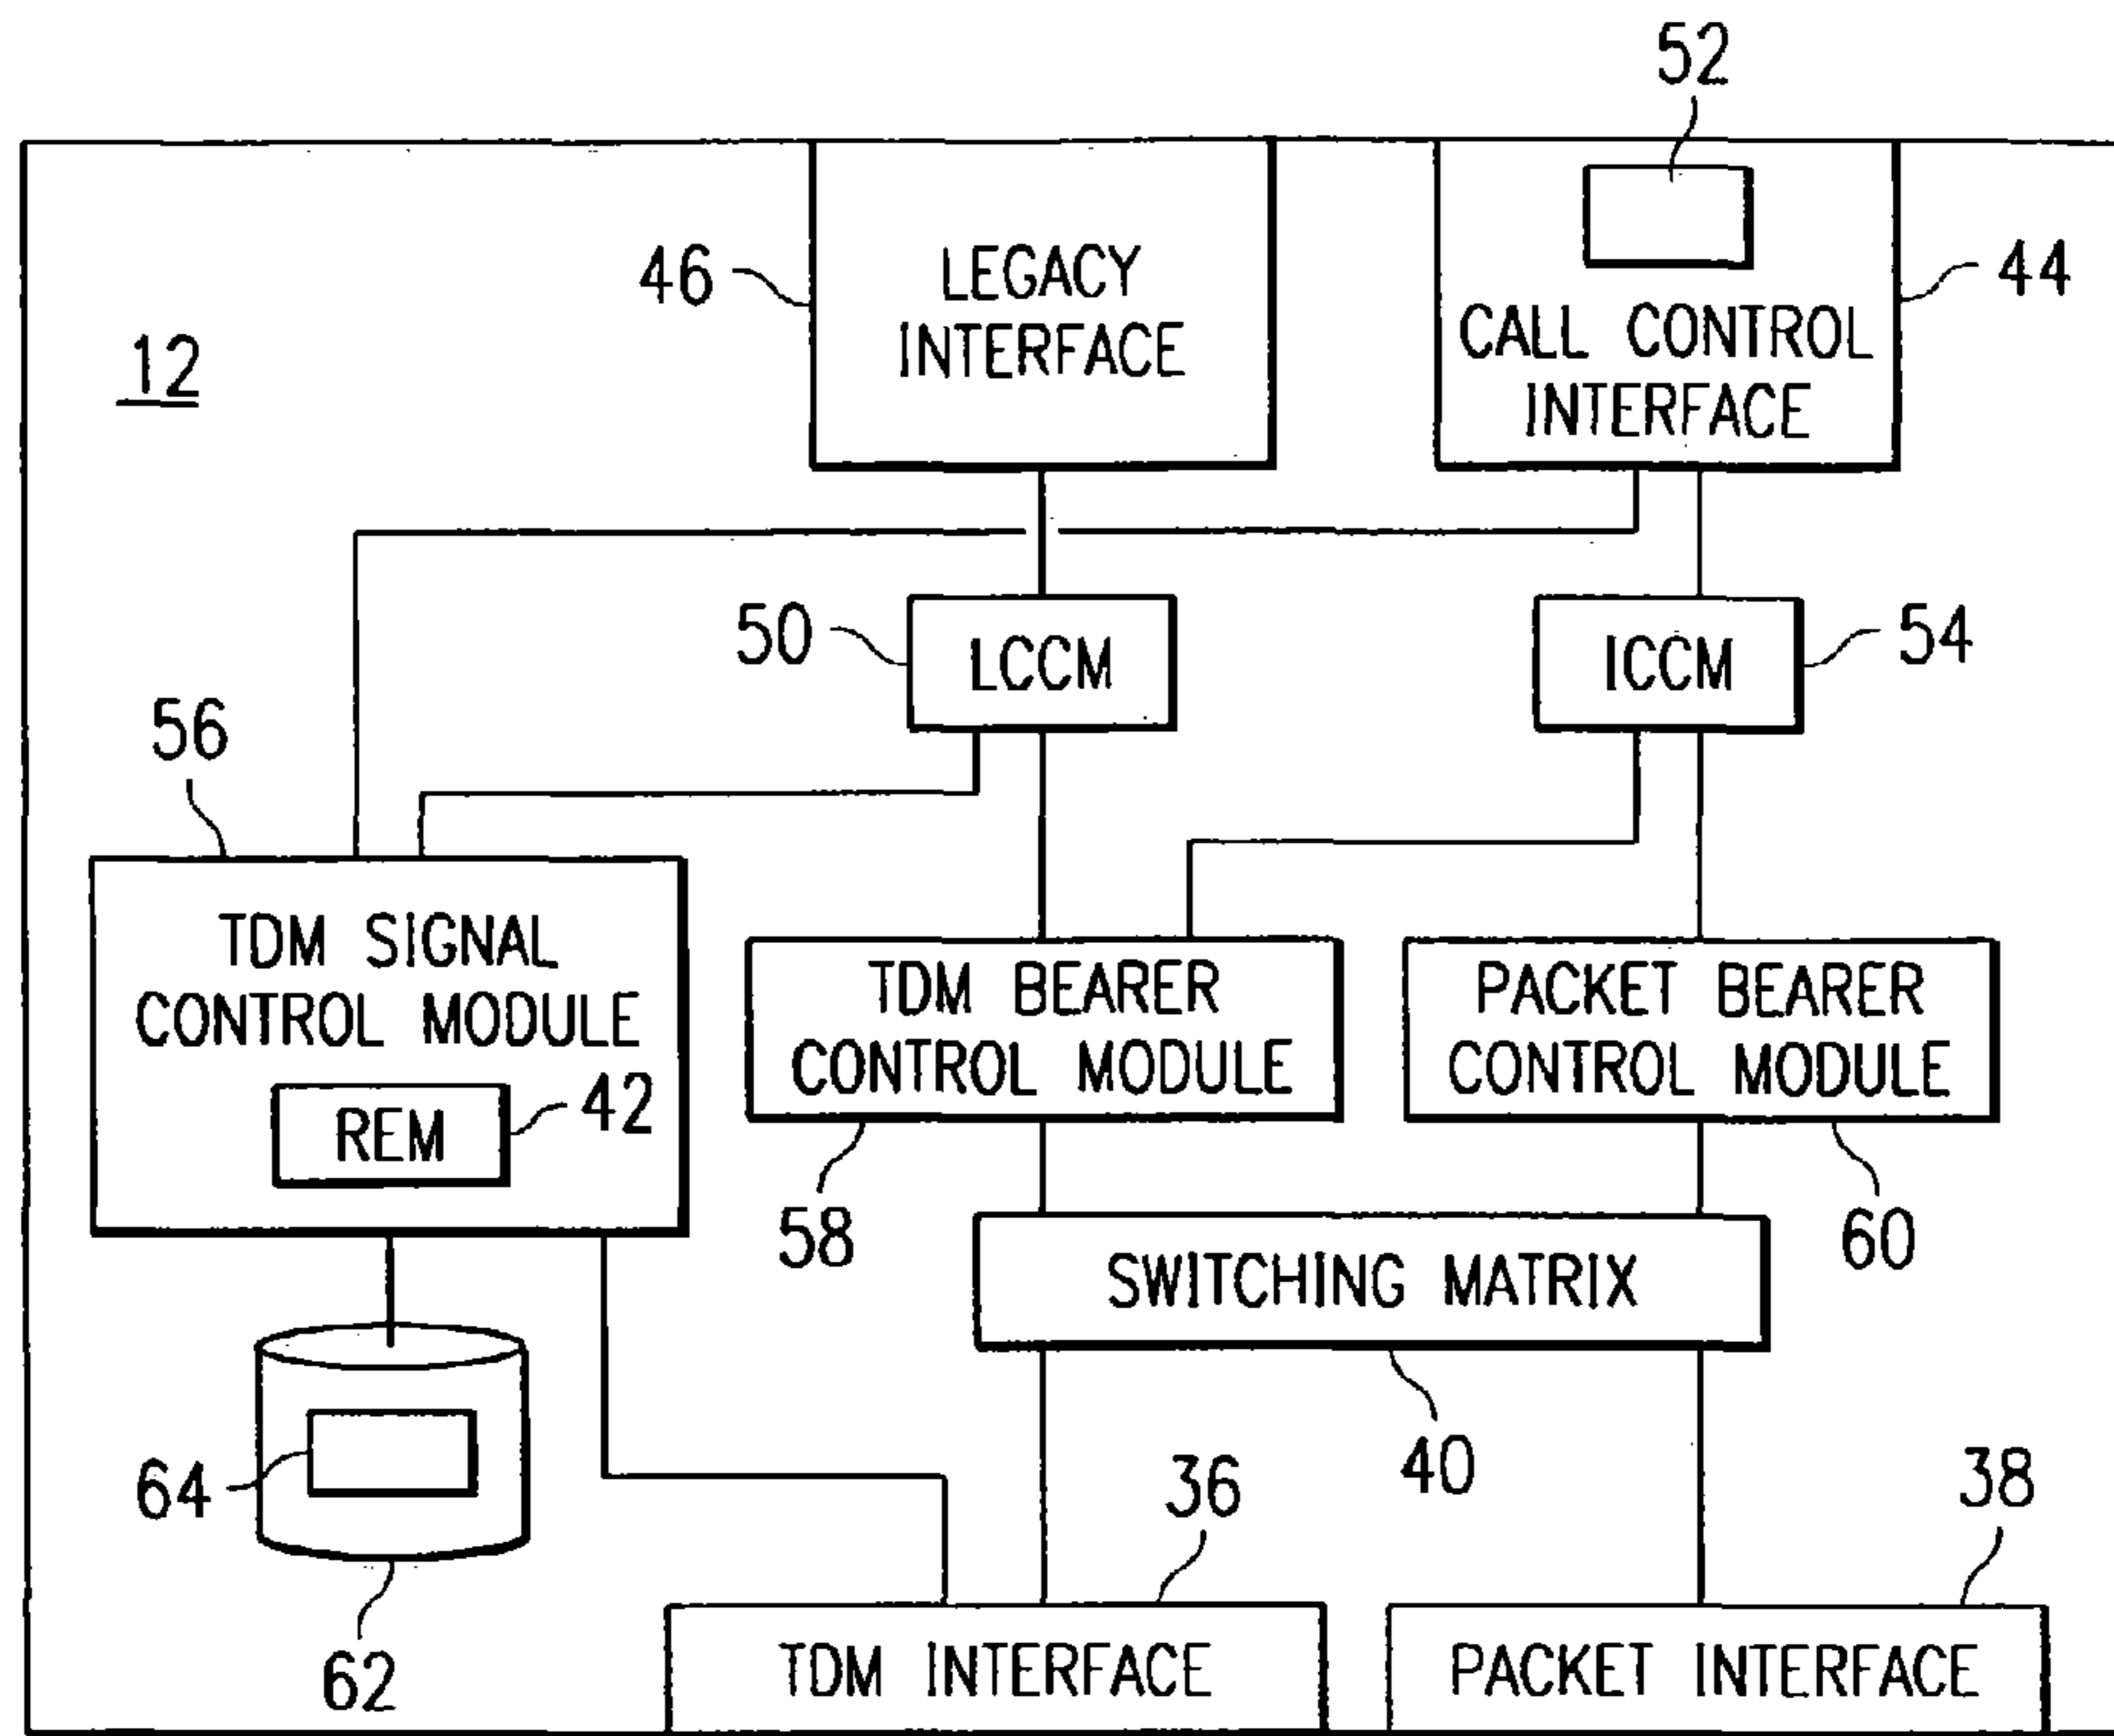 52
46
LEGACY
INTERFACE
CALL CONTROL
INTERFACE
44
12
50
LCCM
ICCM
54
56
TDM SIGNAL
CONTROL MODULE
REM
42
TDM BEARER
CONTROL MODULE
PACKET BEARER
CONTROL MODULE
58
60
SWITCHING MATRIX
40
64
62
36
38
TDM INTERFACE
PACKET INTERFACE